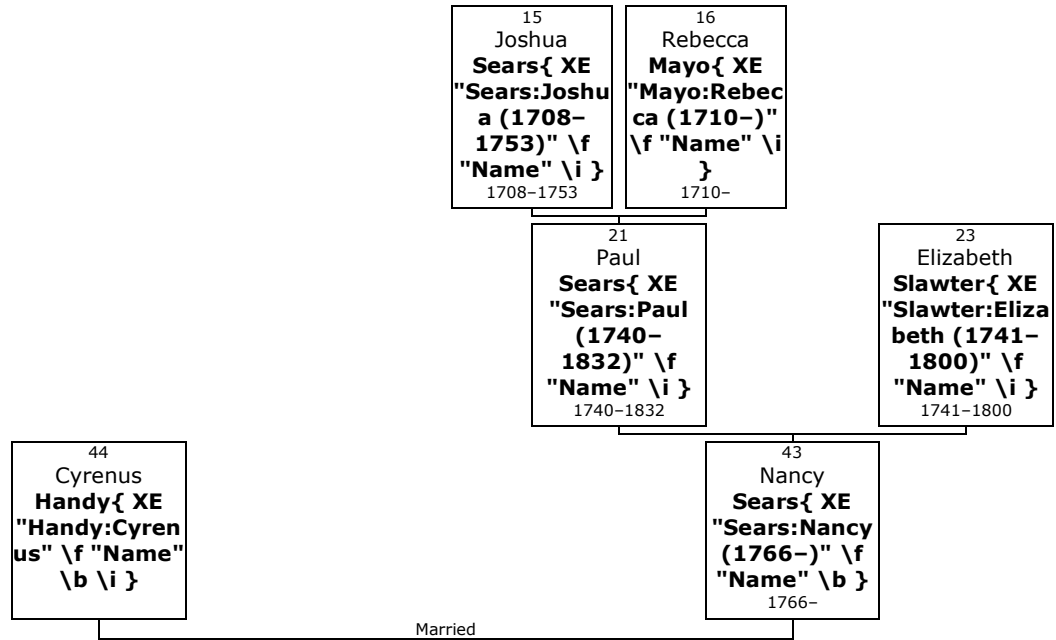 15
Joshua
Sears{ XE
"Sears:Joshu
a (1708–
1753)" \f
"Name" \i }
1708–1753
16
Rebecca
Mayo{ XE
"Mayo:Rebec
ca (1710–)"
\f "Name" \i
}
1710–
21
Paul
Sears{ XE
"Sears:Paul
(1740–
1832)" \f
"Name" \i }
1740–1832
23
Elizabeth
Slawter{ XE
"Slawter:Eliza
beth (1741–
1800)" \f
"Name" \i }
1741–1800
44
Cyrenus
Handy{ XE
"Handy:Cyren
us" \f "Name"
\b \i }
43
Nancy
Sears{ XE
"Sears:Nancy
(1766–)" \f
"Name" \b }
1766–
Married